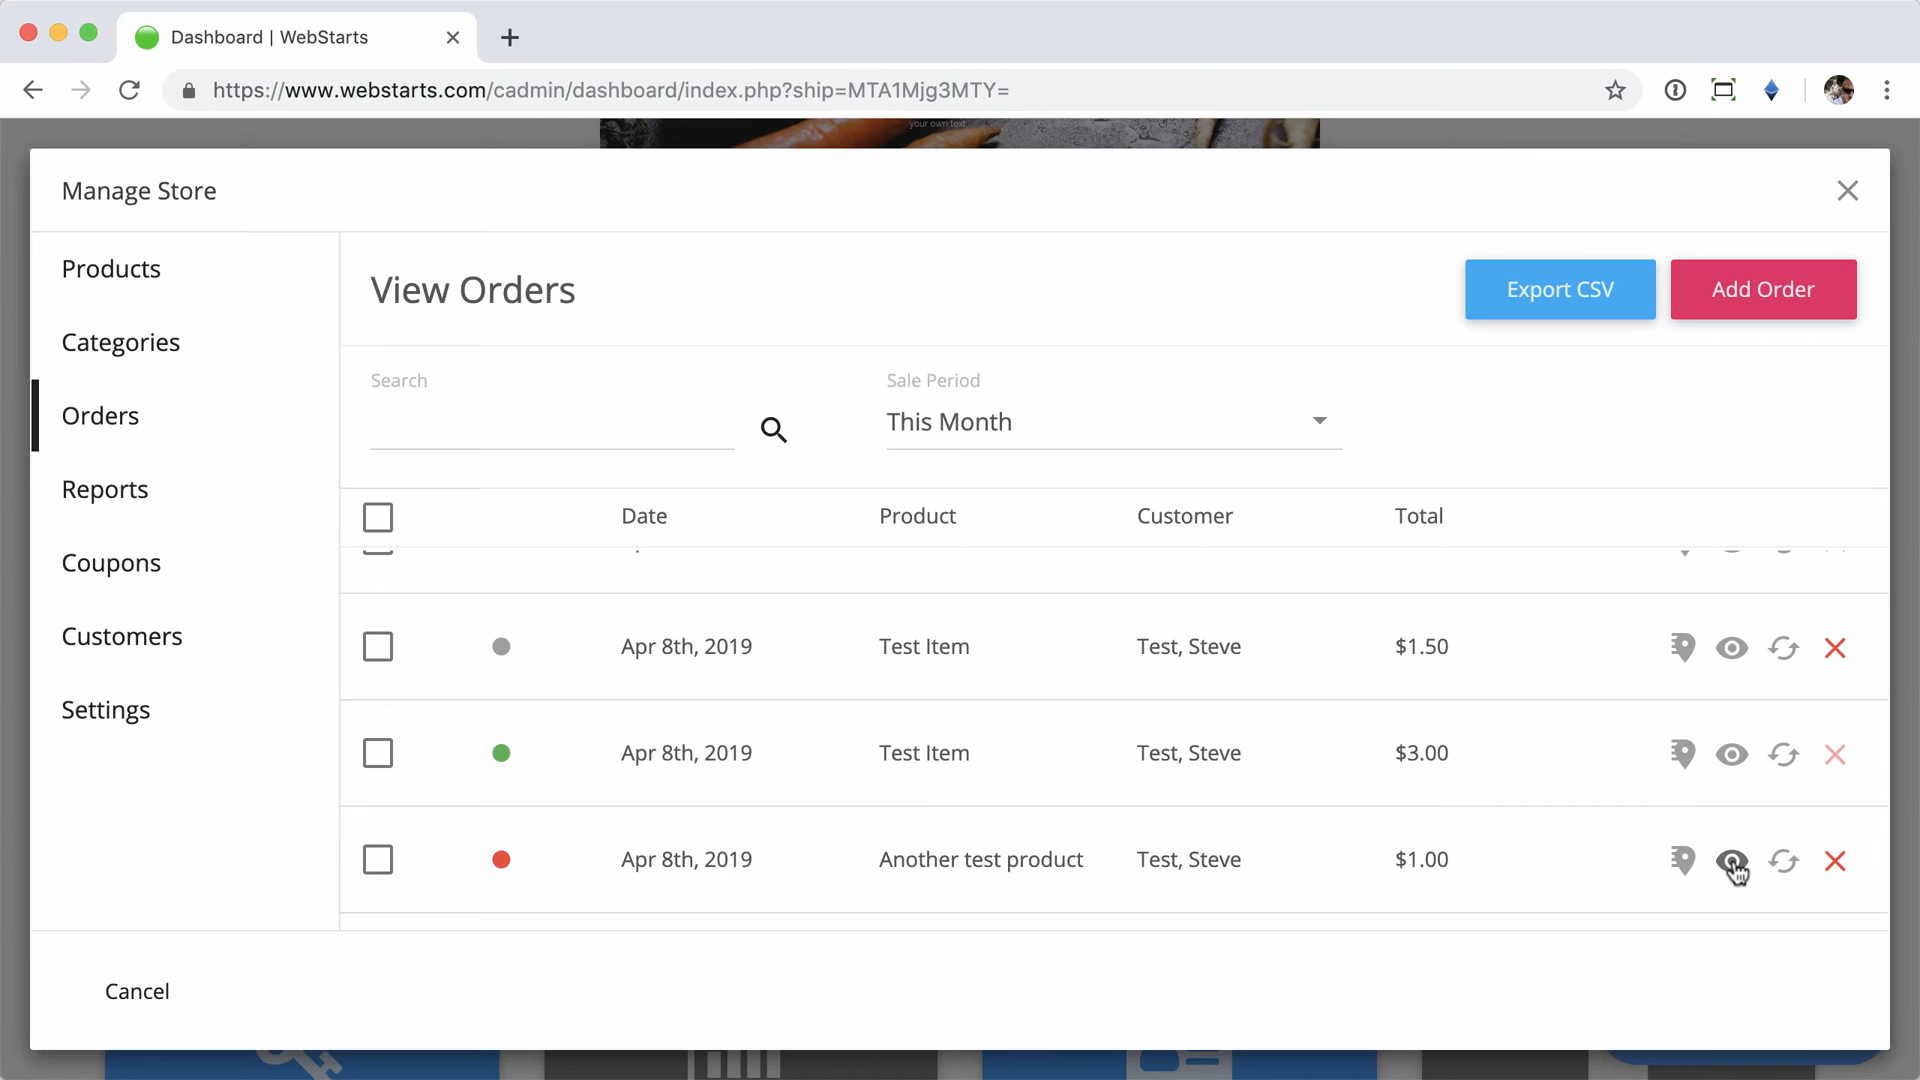 Dashboard | WebStarts
https://www.webstarts.com/cadmin/dashboard/index.php?ship=MTA1Mjg3MTY=
your own text
Manage Store
Products
Categories
Orders
Reports
Coupons
Customers
Settings
View Orders
Export CSV
Add Order
Search
Sale Period
This Month
Date Product Customer Total
Apr 8th, 2019 Test Item Test, Steve $1.50
Apr 8th, 2019 Test Item Test, Steve $3.00
Apr 8th, 2019 Another test product Test, Steve $1.00
Cancel